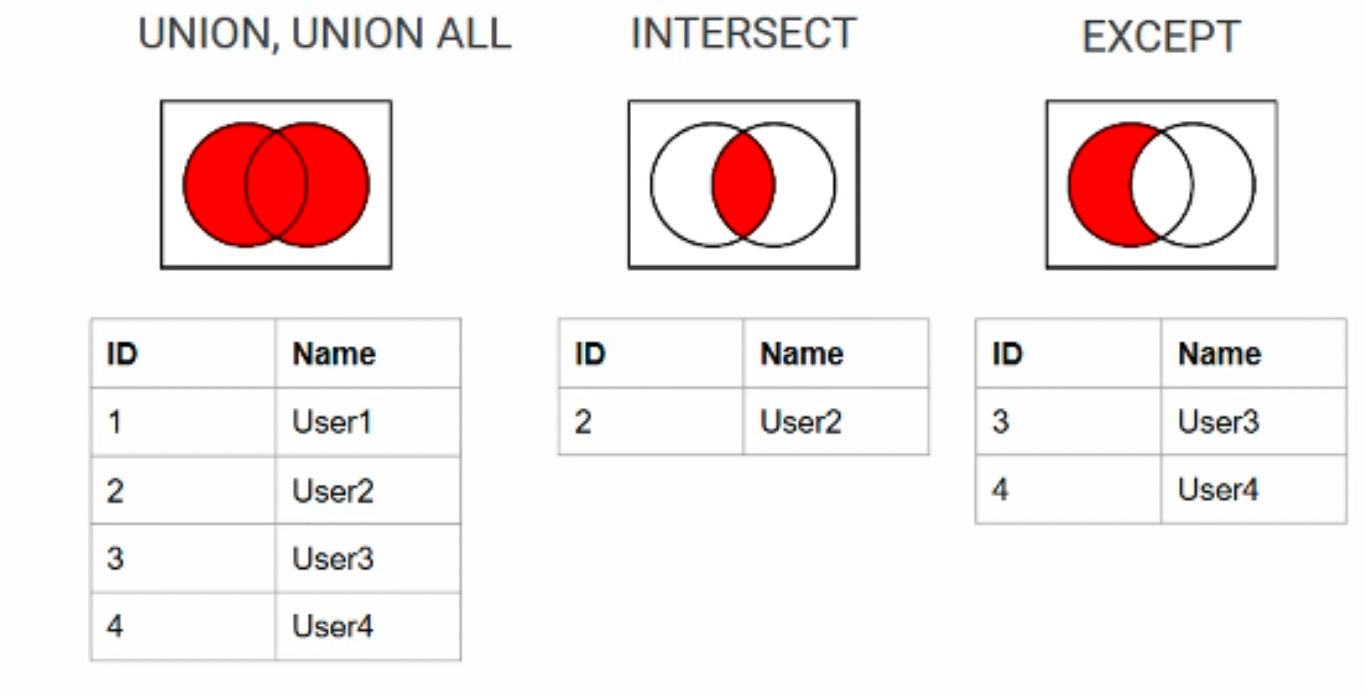 UNION, UNION ALL
INTERSECT
EXCEPT
ID Name
1 User1
2 User2
3 User3
4 User4
ID Name
2 User2
ID Name
3 User3
4 User4